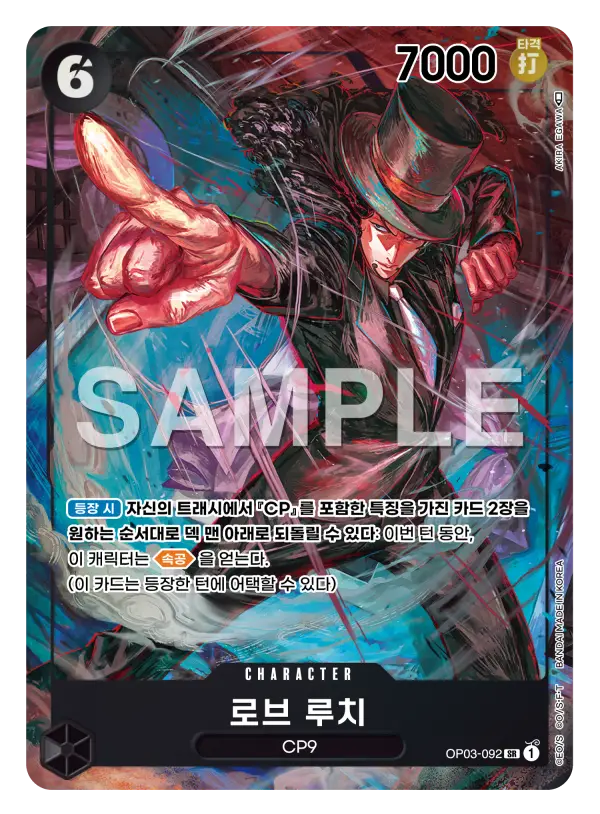 6
7000
타격
打
AKIRA EGAWA
SAMPLE
등장 시 자신의 트래시에서 『CP』를 포함한 특징을 가진 카드 2장을
원하는 순서대로 덱 맨 아래로 되돌릴 수 있다: 이번 턴 동안,
이 캐릭터는 속공 을 얻는다.
(이 카드는 등장한 턴에 어택할 수 있다)
CHARACTER
로브 루치
CP9
OP03-092 SR 1
©EO/S ©O/S·F·T BANDAI MADE IN KOREA